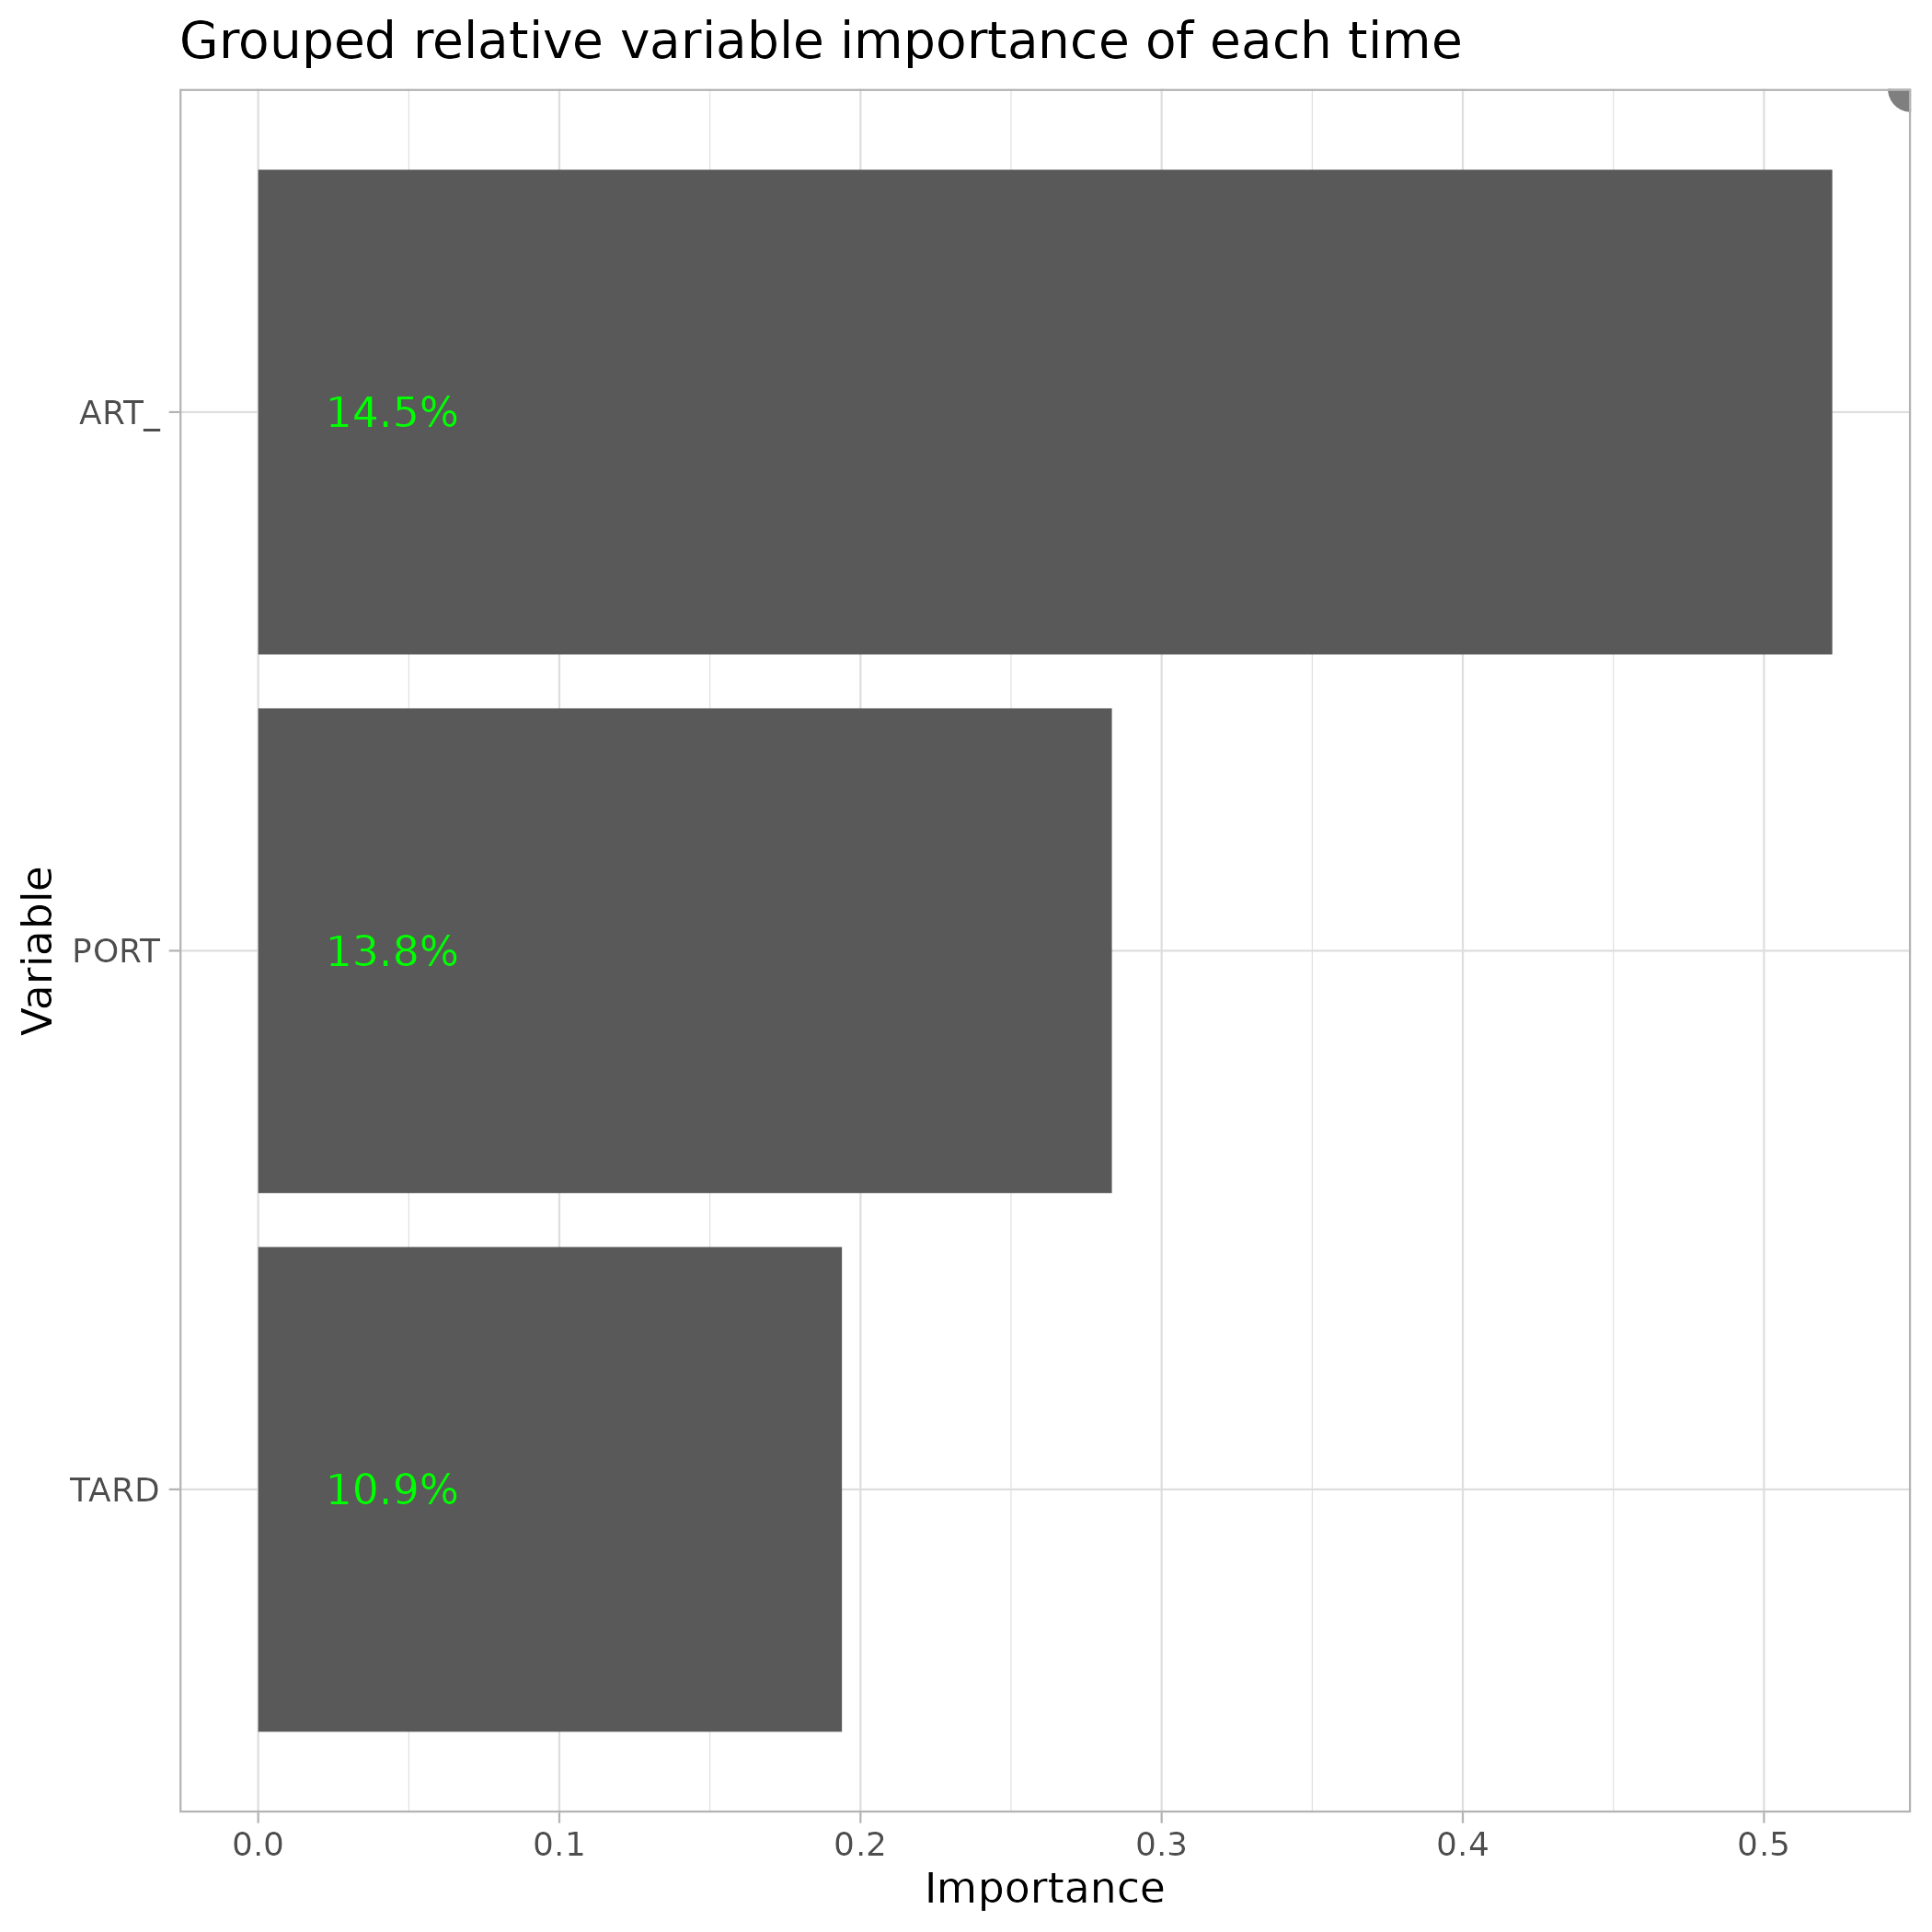 Grouped relative variable importance of each time
ART_
14.5%
PORT
13.8%
TARD
10.9%
Variable
0.0 0.1 0.2 0.3 0.4 0.5
Importance